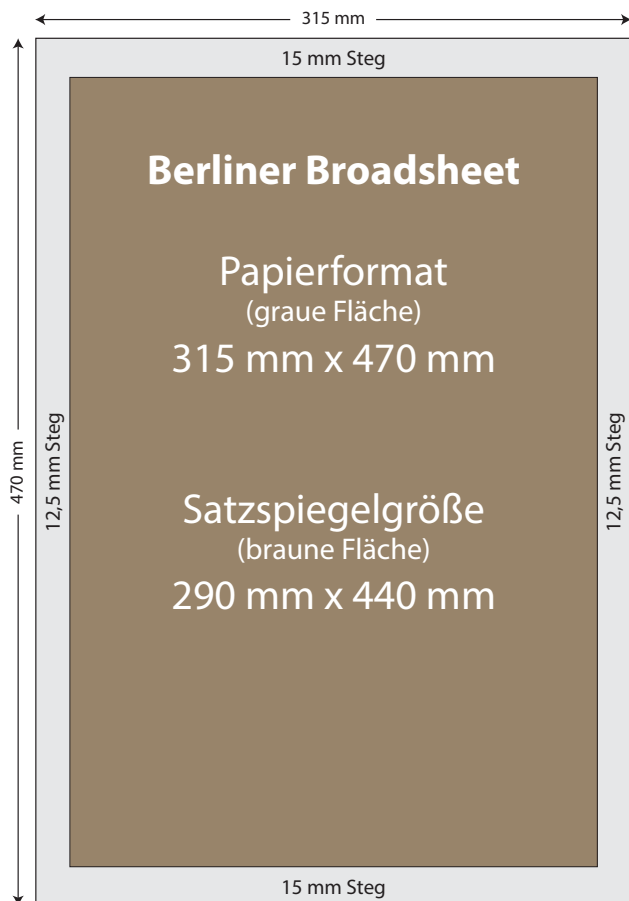 315 mm
15 mm Steg
Berliner Broadsheet
Papierformat
(graue Fläche)
315 mm x 470 mm
470 mm
12,5 mm Steg
12,5 mm Steg
Satzspiegelgröße
(braune Fläche)
290 mm x 440 mm
15 mm Steg